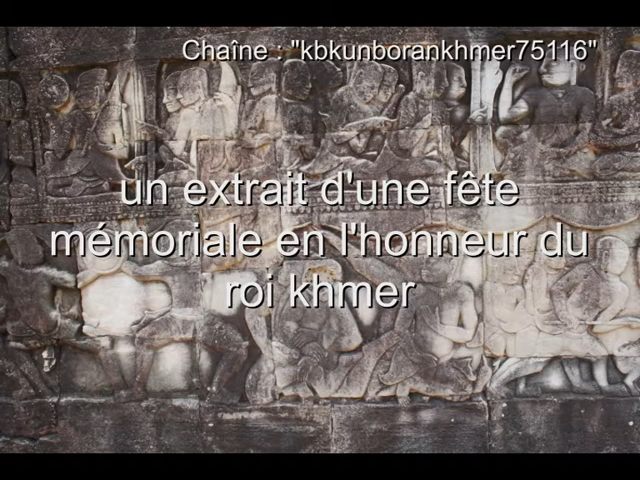 Chaîne : "kbkunborankhmer75116"
un extrait d'une fête
mémoriale en l'honneur du
roi khmer